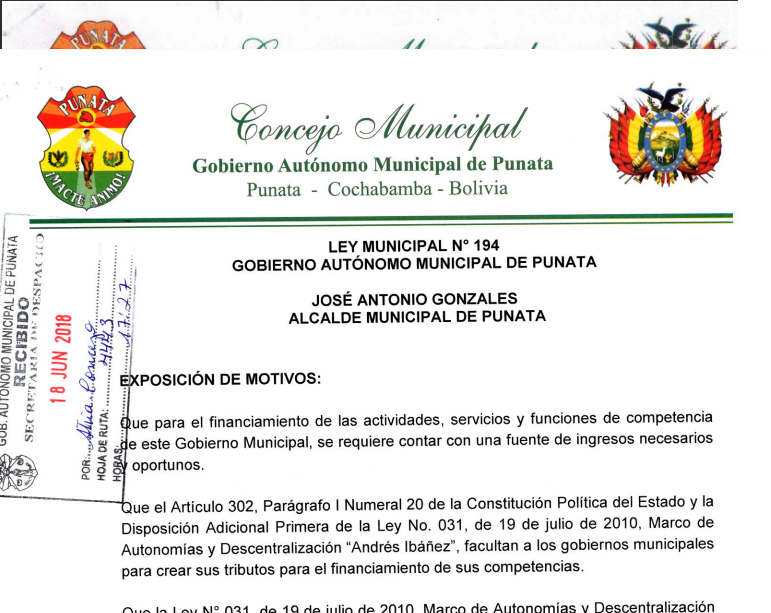 PUNATA
Concejo Municipal
PUNATA
¡MACTE ANIMO!
Concejo Municipal
Gobierno Autónomo Municipal de Punata
Punata - Cochabamba - Bolivia
LEY MUNICIPAL N° 194
GOBIERNO AUTÓNOMO MUNICIPAL DE PUNATA
JOSÉ ANTONIO GONZALES
ALCALDE MUNICIPAL DE PUNATA
GOB. AUTONOMO MUNICIPAL DE PUNATA
RECIBIDO
SECRETARIA DE DESPACHO
18 JUN 2018
POR:
HOJA DE RUTA: 4443
HORAS: 17:27
EXPOSICIÓN DE MOTIVOS:
Que para el financiamiento de las actividades, servicios y funciones de competencia
de este Gobierno Municipal, se requiere contar con una fuente de ingresos necesarios
y oportunos.
Que el Artículo 302, Parágrafo I Numeral 20 de la Constitución Política del Estado y la
Disposición Adicional Primera de la Ley No. 031, de 19 de julio de 2010, Marco de
Autonomías y Descentralización “Andrés Ibáñez”, facultan a los gobiernos municipales
para crear sus tributos para el financiamiento de sus competencias.
Que la Ley N° 031, de 19 de julio de 2010, Marco de Autonomías y Descentralización